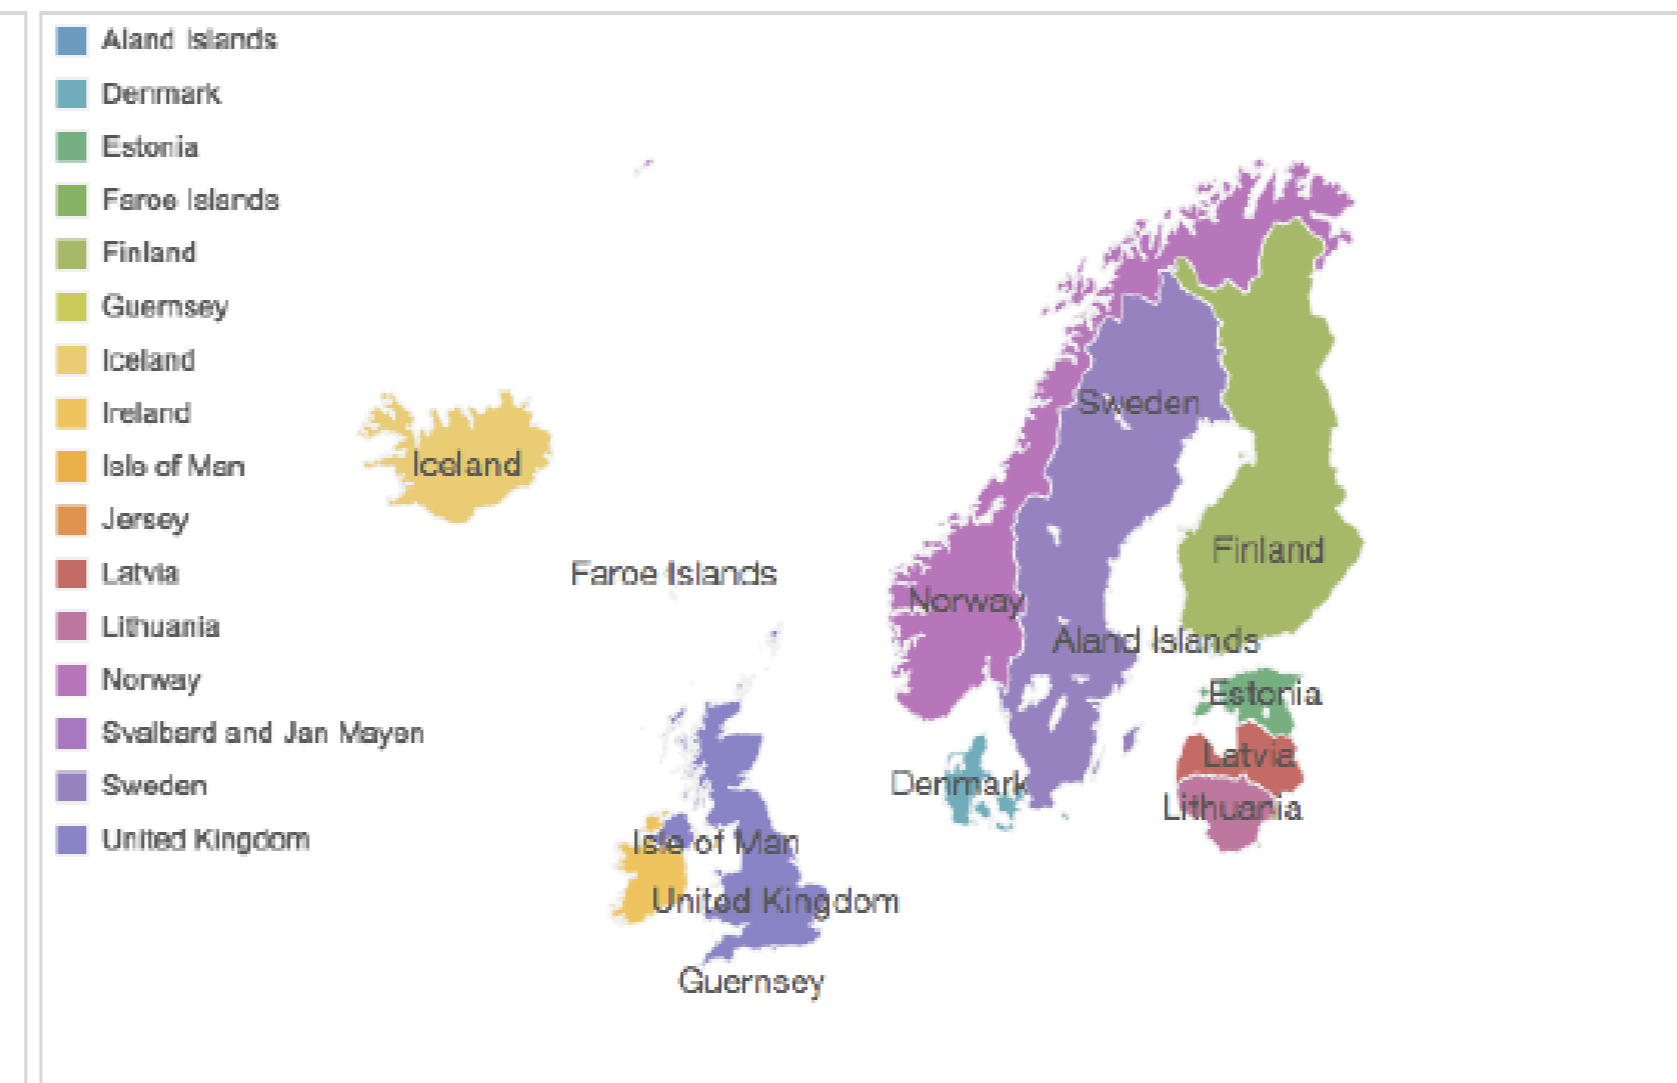 Aland Islands
Denmark
Estonia
Faroe Islands
Finland
Guernsey
Iceland
Ireland
Isle of Man
Jersey
Latvia
Lithuania
Norway
Svalbard and Jan Mayen
Sweden
United Kingdom
Sweden
Iceland
Finland
Faroe Islands
Norway
Aland Islands
Estonia
Latvia
Denmark
Lithuania
Isle of Man
United Kingdom
Guernsey